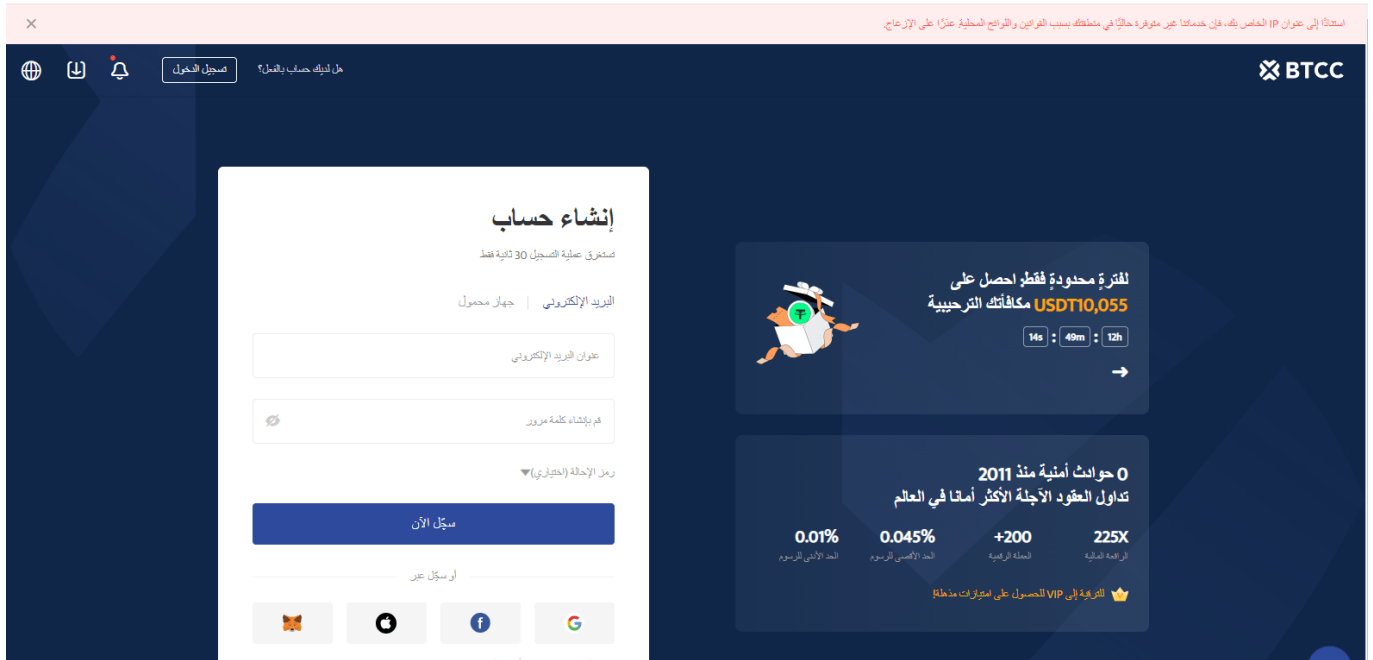 استنادًا إلى عنوان IP الخاص بك، فإن خدماتنا غير متوفرة حاليًا في منطقتك بسبب القوانين واللوائح المحلية. عذرًا على الإزعاج.
BTCC
هل لديك حساب بالفعل؟
تسجيل الدخول
إنشاء حساب
تستغرق عملية التسجيل 30 ثانية فقط
البريد الإلكتروني | جهاز محمول
عنوان البريد الإلكتروني
قم بإنشاء كلمة مرور
رمز الإحالة (اختياري)
سجّل الآن
أو سجّل عبر
لفترةٍ محدودةٍ فقط: احصل على
USDT10,055 مكافأتك الترحيبية
12h : 49m : 14s
0 حوادث أمنية منذ 2011
تداول العقود الآجلة الأكثر أمانا في العالم
225X
الرافعة المالية
200+
العملة الرقمية
0.045%
الحد الأقصى للرسوم
0.01%
الحد الأدنى للرسوم
للترقية إلى VIP للحصول على امتيازات مذهلة!